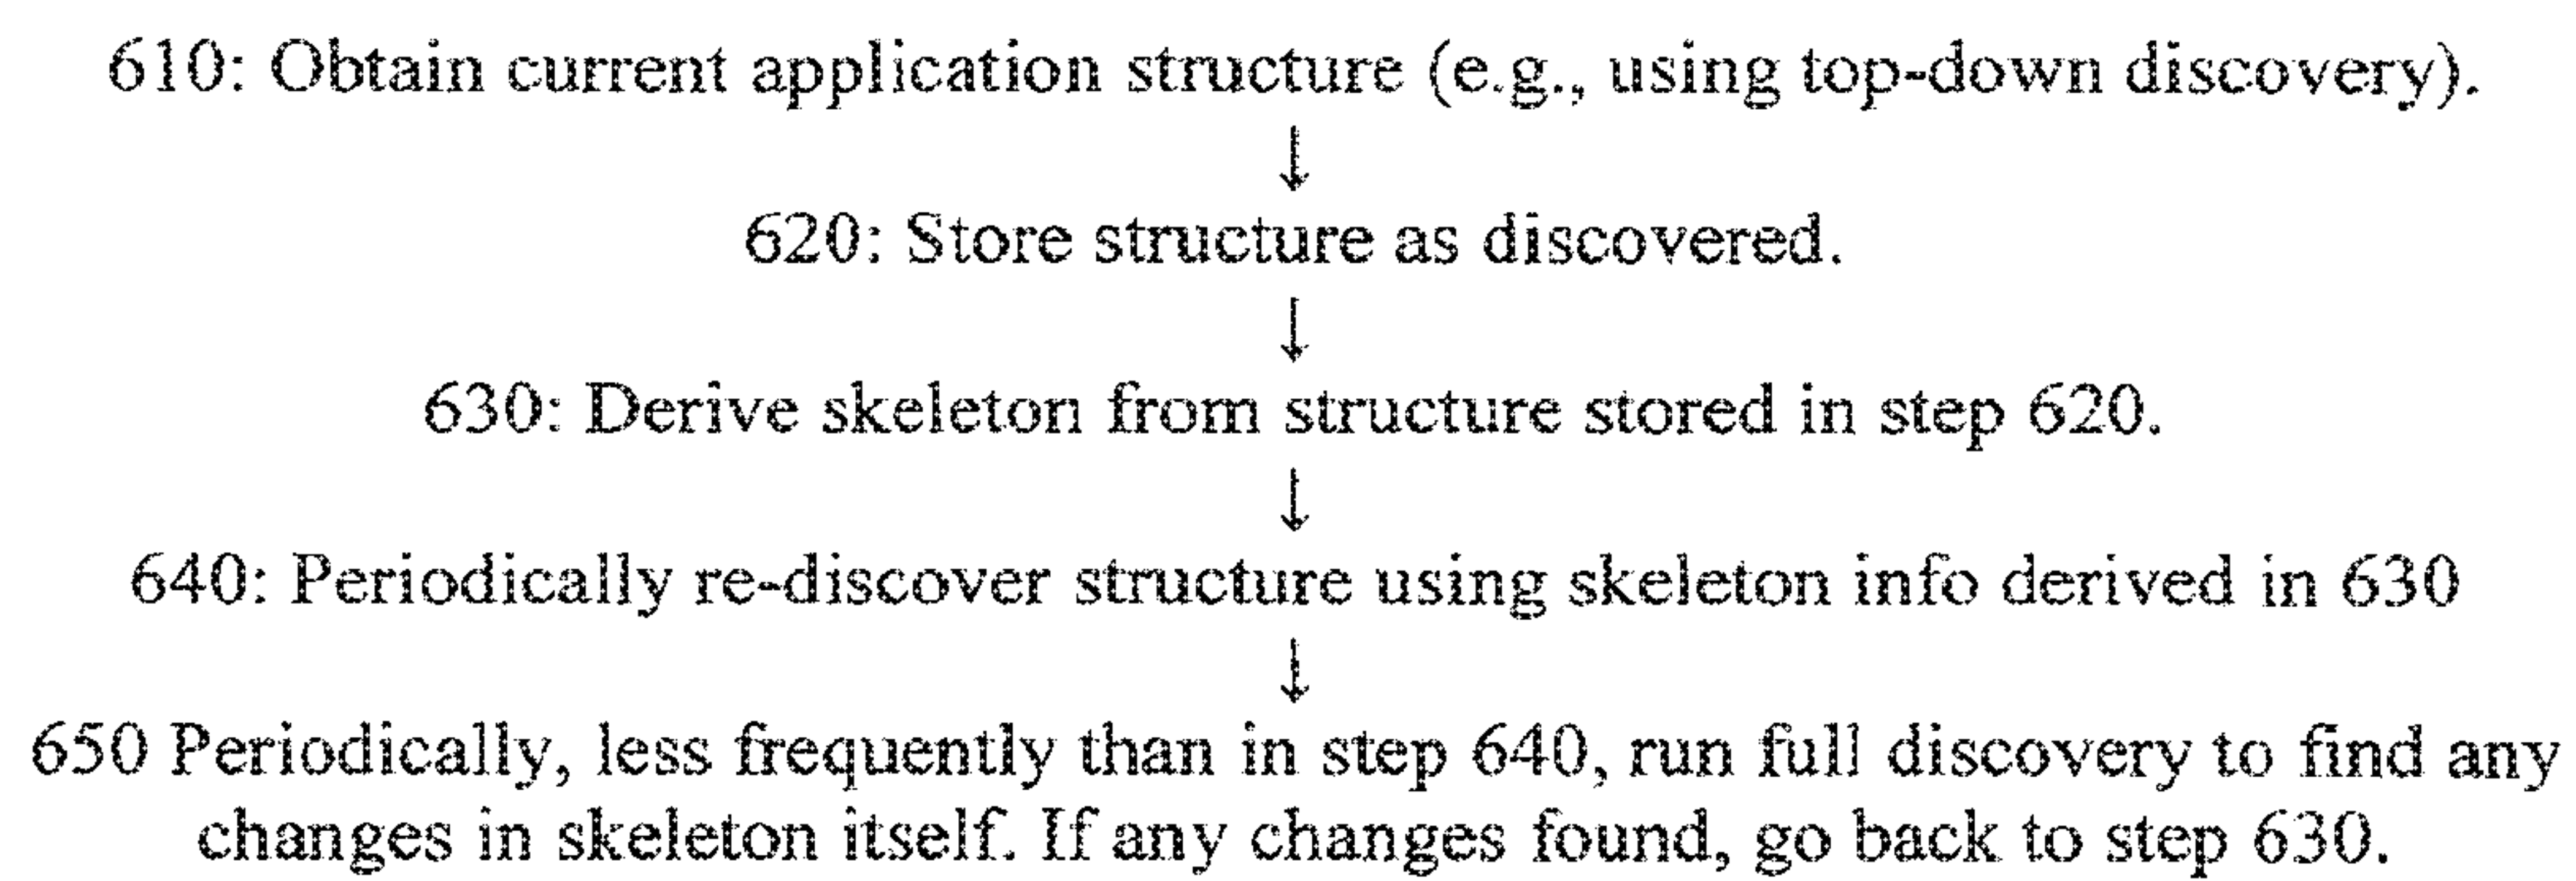 610: Obtain current application structure (e.g., using top-down discovery).
↓
620: Store structure as discovered.
↓
630: Derive skeleton from structure stored in step 620.
↓
640: Periodically re-discover structure using skeleton info derived in 630
↓
650 Periodically, less frequently than in step 640, run full discovery to find any
changes in skeleton itself. If any changes found, go back to step 630.